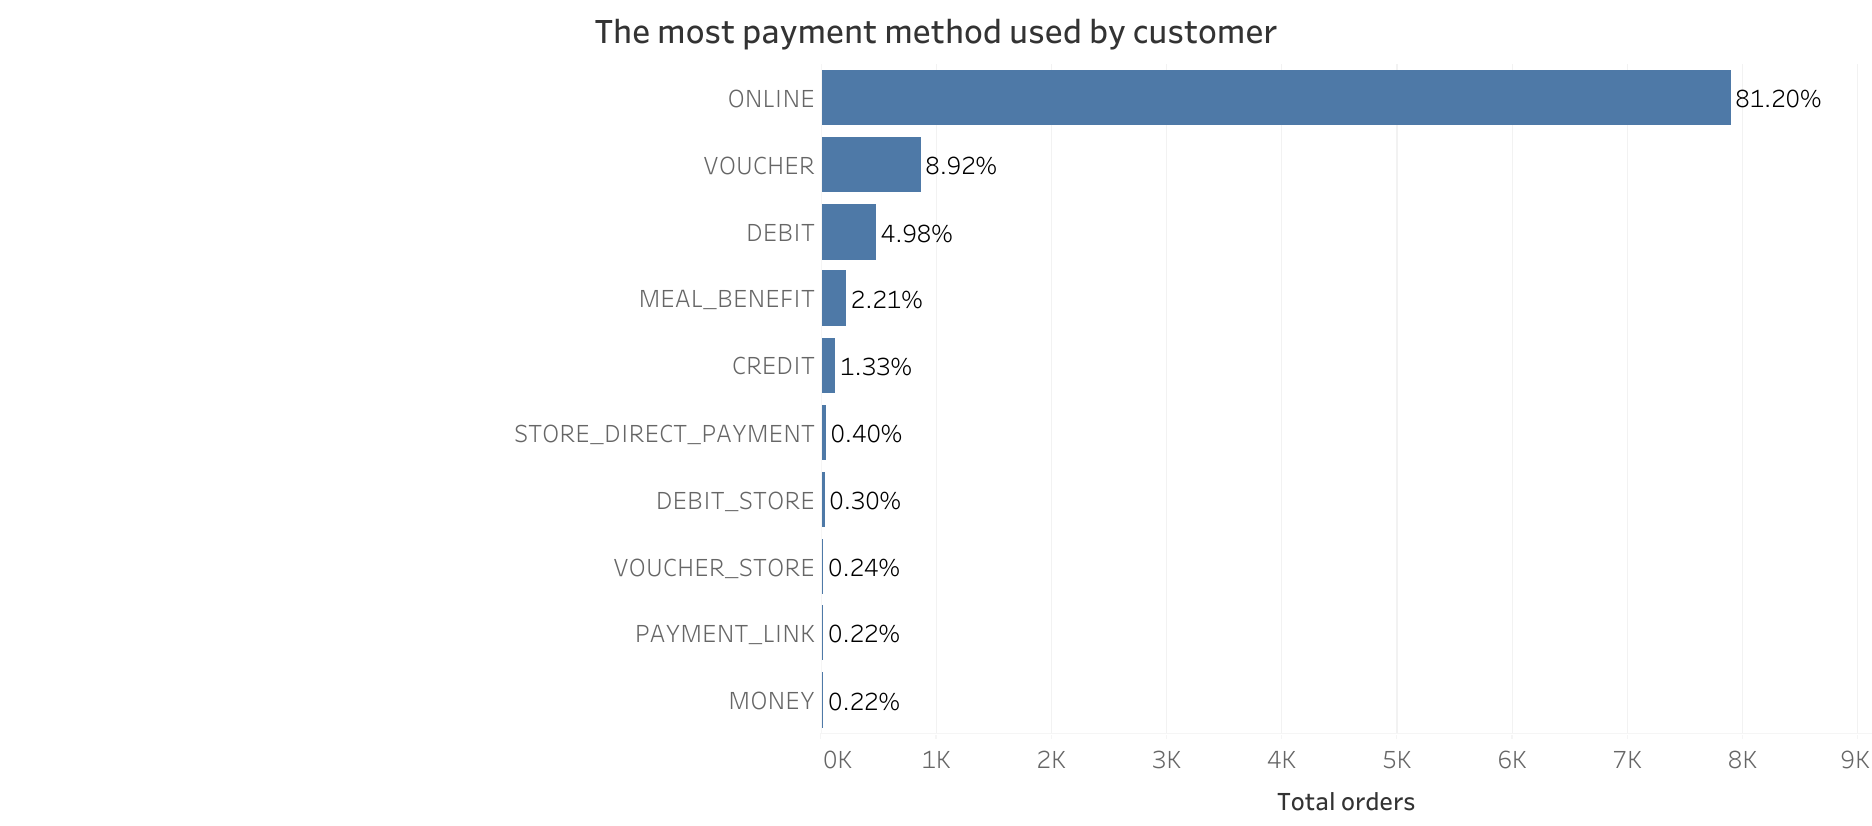 The most payment method used by customer
ONLINE 81.20%
VOUCHER 8.92%
DEBIT 4.98%
MEAL_BENEFIT 2.21%
CREDIT 1.33%
STORE_DIRECT_PAYMENT 0.40%
DEBIT_STORE 0.30%
VOUCHER_STORE 0.24%
PAYMENT_LINK 0.22%
MONEY 0.22%
0K 1K 2K 3K 4K 5K 6K 7K 8K 9K
Total orders